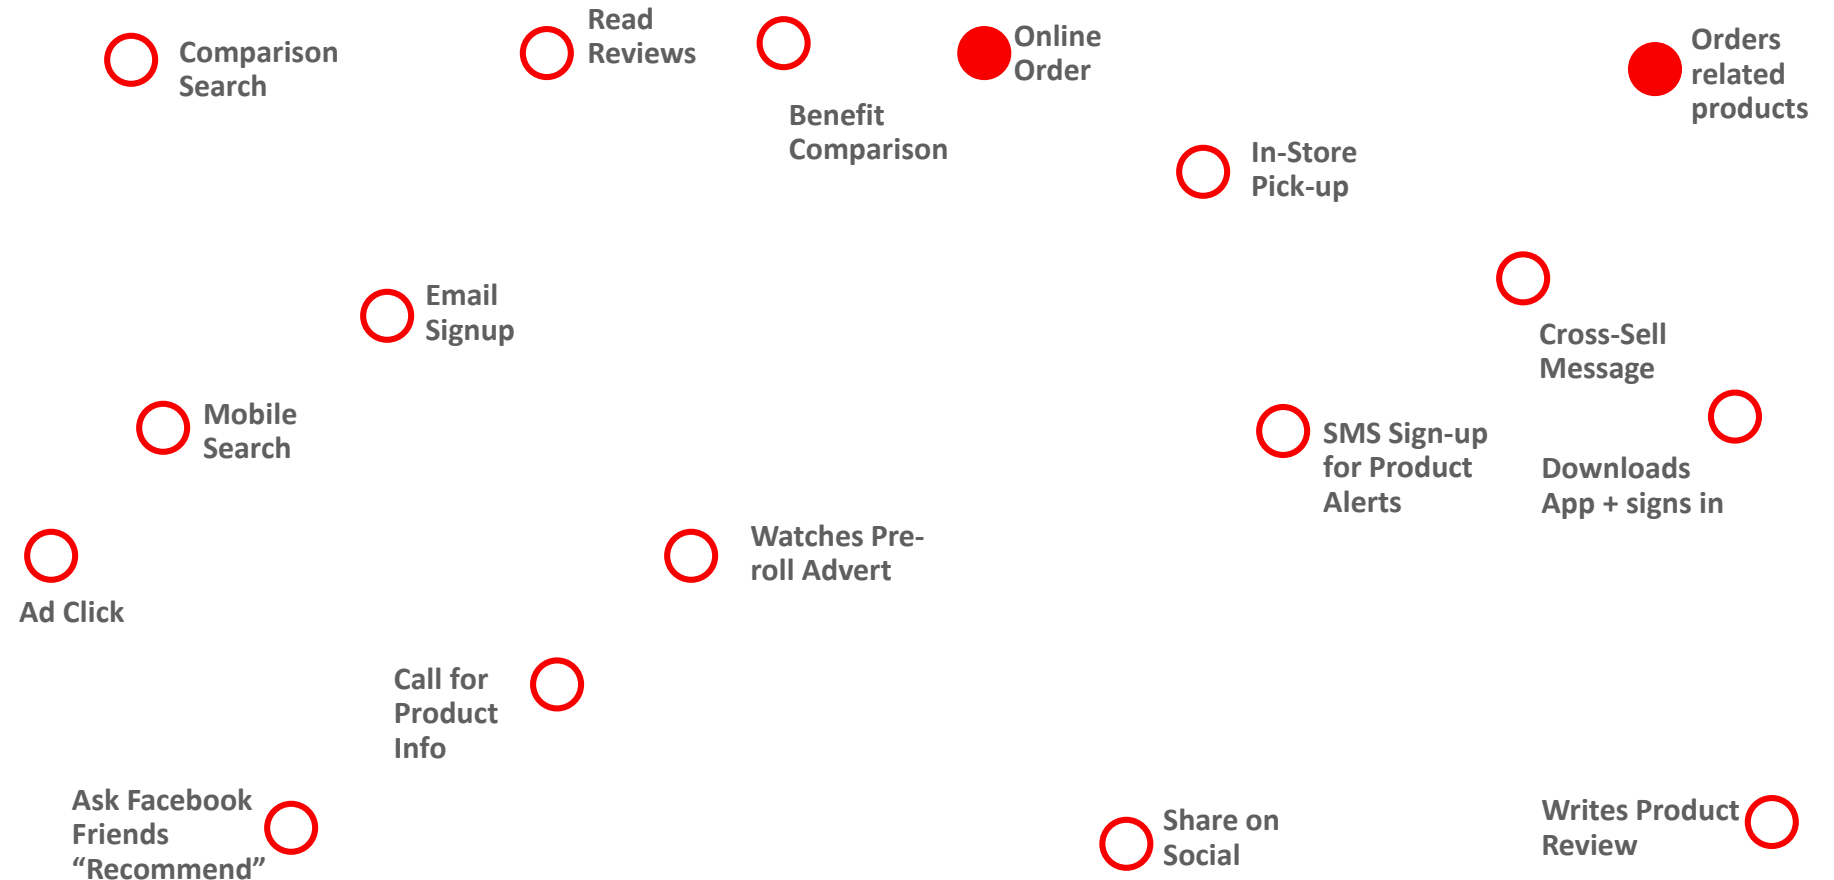 Comparison
Search
Read
Reviews
Benefit
Comparison
Online
Order
Orders
related
products
In-Store
Pick-up
Email
Signup
Cross-Sell
Message
Mobile
Search
SMS Sign-up
for Product
Alerts
Downloads
App + signs in
Ad Click
Watches Pre-
roll Advert
Call for
Product
Info
Ask Facebook
Friends
“Recommend”
Share on
Social
Writes Product
Review